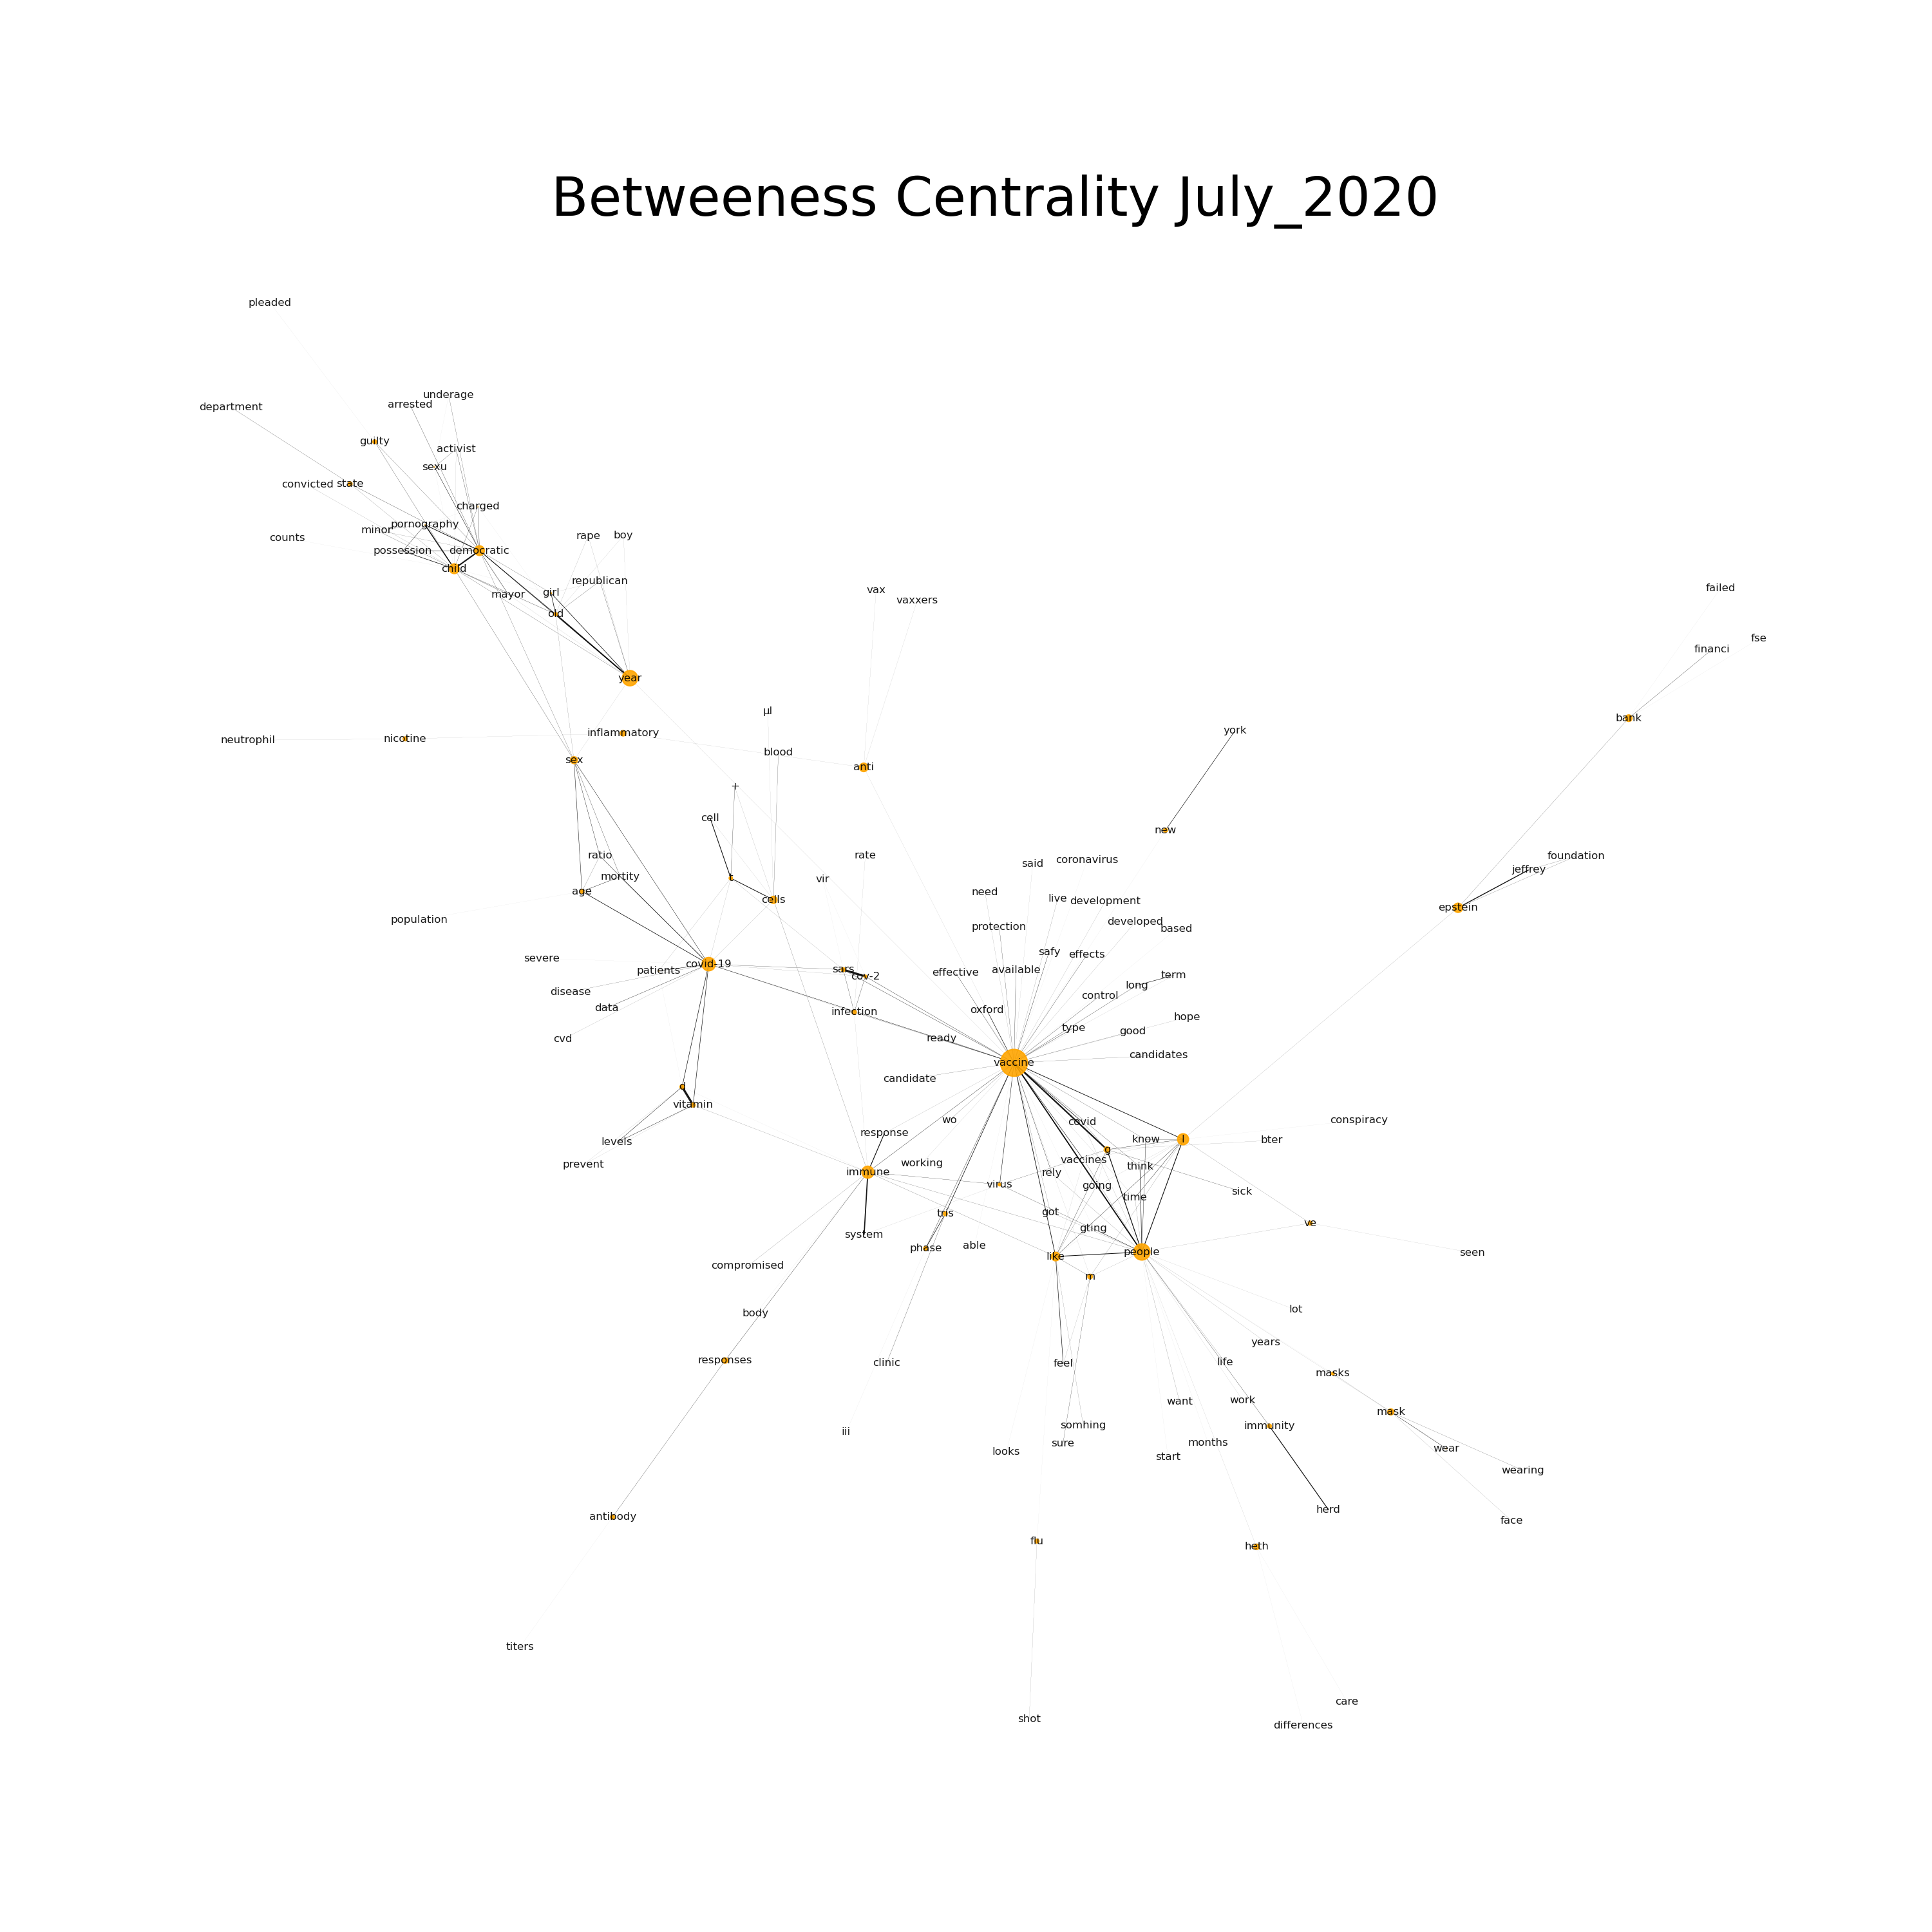 Betweeness Centrality July_2020
pleaded
underage
arrested
department
guilty
activist
sexu
convicted
state
charged
pornography
minor
counts
possession
democratic
child
rape
boy
republican
girl
mayor
old
vax
vaxxers
failed
fse
financi
year
µl
bank
york
inflammatory
nicotine
neutrophil
blood
sex
anti
+
cell
new
ratio
rate
said
coronavirus
foundation
jeffrey
mortity
t
vir
age
need
cells
live
development
epstein
population
developed
protection
based
safy
effects
severe
covid-19
patients
sars
cov-2
effective
available
term
long
disease
control
data
infection
oxford
hope
type
good
cvd
ready
candidates
vaccine
candidate
d
vitamin
wo
covid
conspiracy
response
know
l
bter
levels
g
vaccines
prevent
working
think
immune
rely
virus
going
sick
time
tris
got
ve
gting
system
able
phase
like
people
seen
compromised
m
body
lot
years
responses
clinic
feel
life
masks
want
work
mask
iii
somhing
immunity
sure
months
wear
looks
start
wearing
herd
antibody
face
flu
heth
titers
care
shot
differences